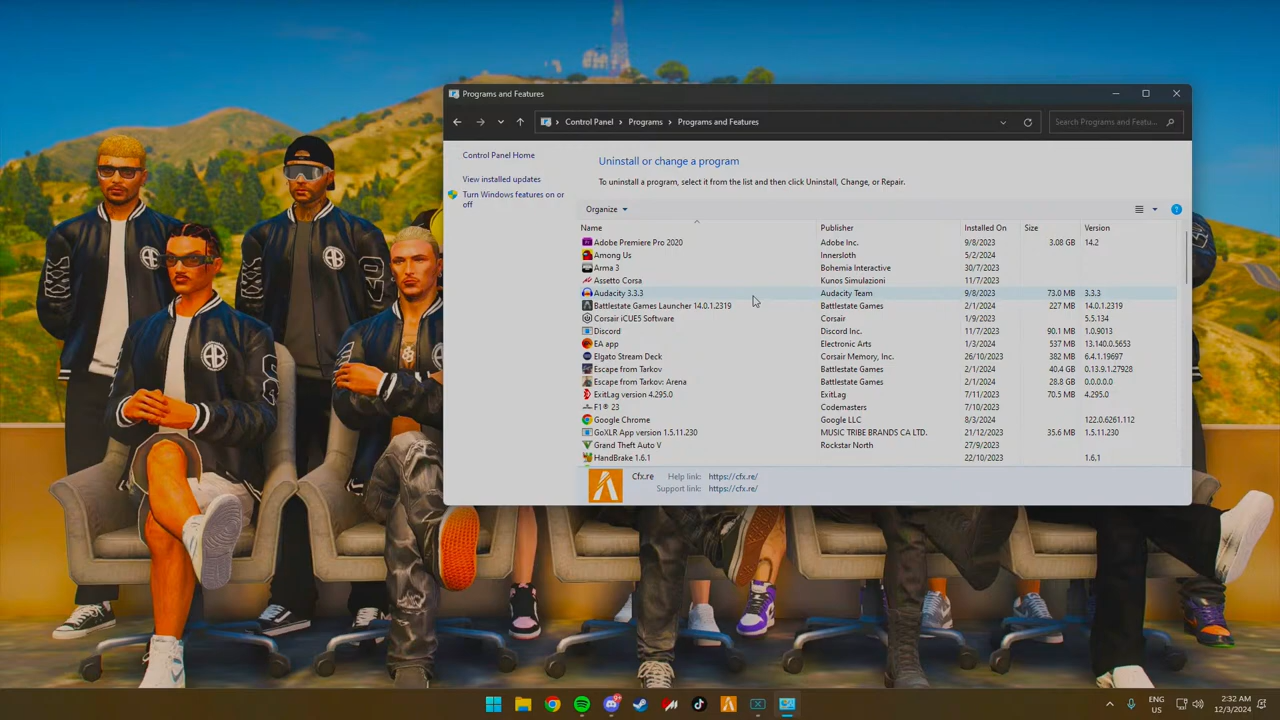 Programs and Features
Control Panel > Programs > Programs and Features
Search Programs and Featu...
Control Panel Home
View installed updates
Turn Windows features on or off
Uninstall or change a program
To uninstall a program, select it from the list and then click Uninstall, Change, or Repair.
Organize
Name Publisher Installed On Size Version
Adobe Premiere Pro 2020 Adobe Inc. 9/8/2023 3.08 GB 14.2
Among Us Innersloth 5/2/2024
Arma 3 Bohemia Interactive 30/7/2023
Assetto Corsa Kunos Simulazioni 11/7/2023
Audacity 3.3.3 Audacity Team 9/8/2023 73.0 MB 3.3.3
Battlestate Games Launcher 14.0.1.2319 Battlestate Games 2/1/2024 227 MB 14.0.1.2319
Corsair iCUE5 Software Corsair 1/9/2023 5.5.134
Discord Discord Inc. 11/7/2023 90.1 MB 1.0.9013
EA app Electronic Arts 1/3/2024 537 MB 13.140.0.5653
Elgato Stream Deck Corsair Memory, Inc. 26/10/2023 382 MB 6.4.1.19697
Escape from Tarkov Battlestate Games 2/1/2024 40.4 GB 0.13.9.1.27928
Escape from Tarkov: Arena Battlestate Games 2/1/2024 28.8 GB 0.0.0.0
ExitLag version 4.295.0 ExitLag 7/11/2023 70.5 MB 4.295.0
F1® 23 Codemasters 7/10/2023
Google Chrome Google LLC 8/3/2024 122.0.6261.112
GoXLR App version 1.5.11.230 MUSIC TRIBE BRANDS CA LTD. 21/12/2023 35.6 MB 1.5.11.230
Grand Theft Auto V Rockstar North 27/9/2023
HandBrake 1.6.1 22/10/2023 1.6.1
Cfx.re Help link: https://cfx.re/
Support link: https://cfx.re/
ENG
US
2:32 AM
12/3/2024